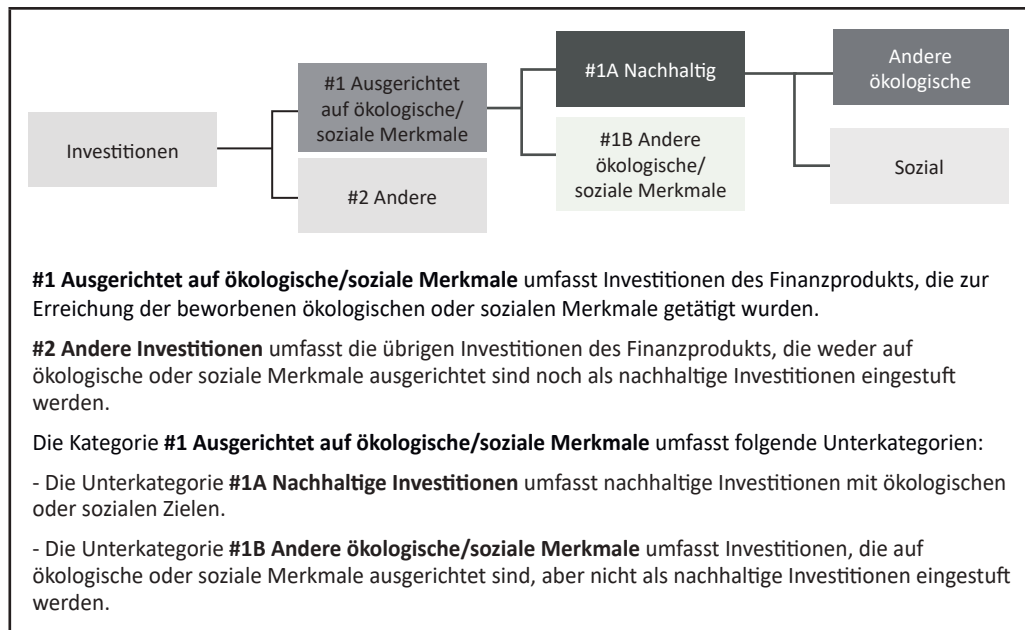 Investitionen
#1 Ausgerichtet
auf ökologische/
soziale Merkmale
#2 Andere
#1A Nachhaltig
#1B Andere
ökologische/
soziale Merkmale
Andere
ökologische
Sozial
#1 Ausgerichtet auf ökologische/soziale Merkmale umfasst Investitionen des Finanzprodukts, die zur
Erreichung der beworbenen ökologischen oder sozialen Merkmale getätigt wurden.
#2 Andere Investitionen umfasst die übrigen Investitionen des Finanzprodukts, die weder auf
ökologische oder soziale Merkmale ausgerichtet sind noch als nachhaltige Investitionen eingestuft
werden.
Die Kategorie #1 Ausgerichtet auf ökologische/soziale Merkmale umfasst folgende Unterkategorien:
- Die Unterkategorie #1A Nachhaltige Investitionen umfasst nachhaltige Investitionen mit ökologischen
oder sozialen Zielen.
- Die Unterkategorie #1B Andere ökologische/soziale Merkmale umfasst Investitionen, die auf
ökologische oder soziale Merkmale ausgerichtet sind, aber nicht als nachhaltige Investitionen eingestuft
werden.